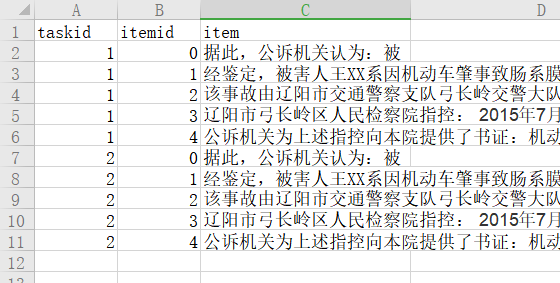 A B C D
1 taskid itemid item
2 1 0 据此，公诉机关认为：被
3 1 1 经鉴定，被害人王XX系因机动车肇事致肠系膜
4 1 2 该事故由辽阳市交通警察支队弓长岭交警大队
5 1 3 辽阳市弓长岭区人民检察院指控： 2015年7月
6 1 4 公诉机关为上述指控向本院提供了书证：机动
7 2 0 据此，公诉机关认为：被
8 2 1 经鉴定，被害人王XX系因机动车肇事致肠系膜
9 2 2 该事故由辽阳市交通警察支队弓长岭交警大队
10 2 3 辽阳市弓长岭区人民检察院指控： 2015年7月
11 2 4 公诉机关为上述指控向本院提供了书证：机动
12